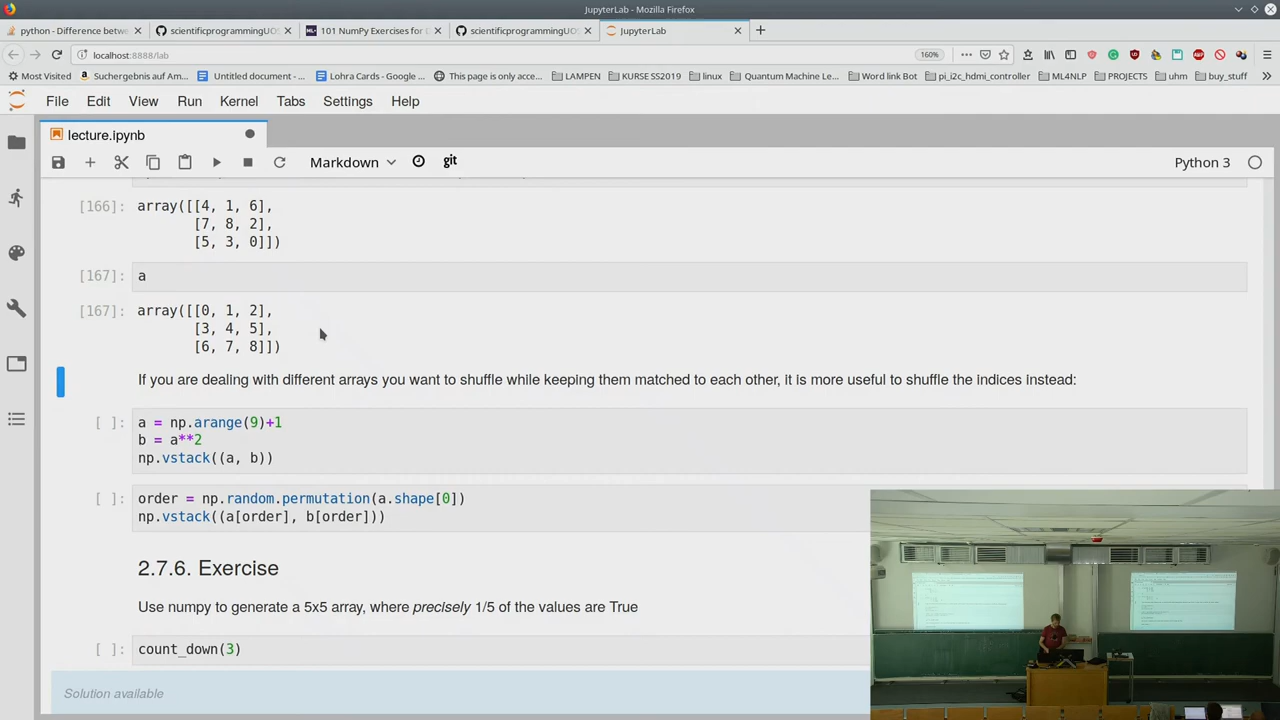 JupyterLab - Mozilla Firefox
python - Difference betwe
scientificprogrammingUOS
101 NumPy Exercises for D
scientificprogrammingUOS
JupyterLab
localhost:8888/lab
160%
Most Visited
Suchergebnis auf Am...
Untitled document - ...
Lohra Cards - Google ...
This page is only acce...
LAMPEN
KURSE SS2019
linux
Quantum Machine Le...
Word link Bot
pi_i2c_hdmi_controller
ML4NLP
PROJECTS
uhm
buy_stuff
File Edit View Run Kernel Tabs Settings Help
lecture.ipynb
Markdown
git
Python 3
[166]: array([[4, 1, 6],
[7, 8, 2],
[5, 3, 0]])
[167]: a
[167]: array([[0, 1, 2],
[3, 4, 5],
[6, 7, 8]])
If you are dealing with different arrays you want to shuffle while keeping them matched to each other, it is more useful to shuffle the indices instead:
[ ]: a = np.arange(9)+1
b = a**2
np.vstack((a, b))
[ ]: order = np.random.permutation(a.shape[0])
np.vstack((a[order], b[order]))
2.7.6. Exercise
Use numpy to generate a 5x5 array, where precisely 1/5 of the values are True
[ ]: count_down(3)
Solution available